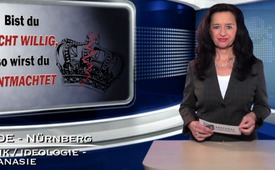 Bist du
CHT WILLIG,
so wirst du
NTMACHTET
DE - NÜRNBERG
IK / IDEOLOGIE -
ANASIE